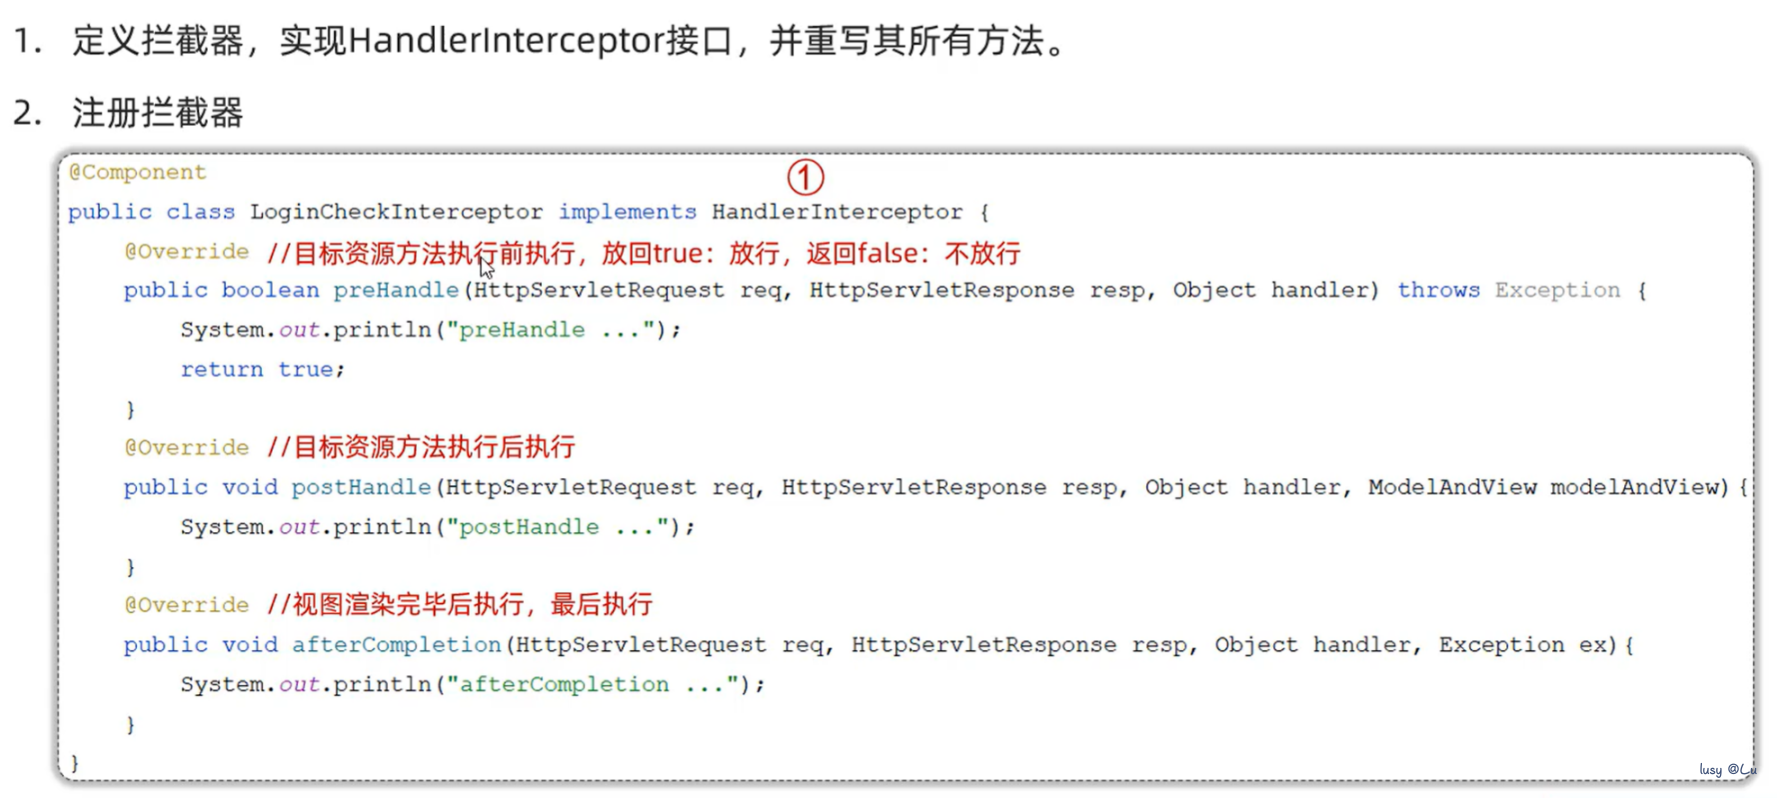 1. 定义拦截器，实现HandlerInterceptor接口，并重写其所有方法。
2. 注册拦截器
①
@Component
public class LoginCheckInterceptor implements HandlerInterceptor {
@Override //目标资源方法执行前执行，放回true：放行，返回false：不放行
public boolean preHandle(HttpServletRequest req, HttpServletResponse resp, Object handler) throws Exception {
System.out.println("preHandle ...");
return true;
}
@Override //目标资源方法执行后执行
public void postHandle(HttpServletRequest req, HttpServletResponse resp, Object handler, ModelAndView modelAndView) {
System.out.println("postHandle ...");
}
@Override //视图渲染完毕后执行，最后执行
public void afterCompletion(HttpServletRequest req, HttpServletResponse resp, Object handler, Exception ex){
System.out.println("afterCompletion ...");
}
}
lusy @Lu